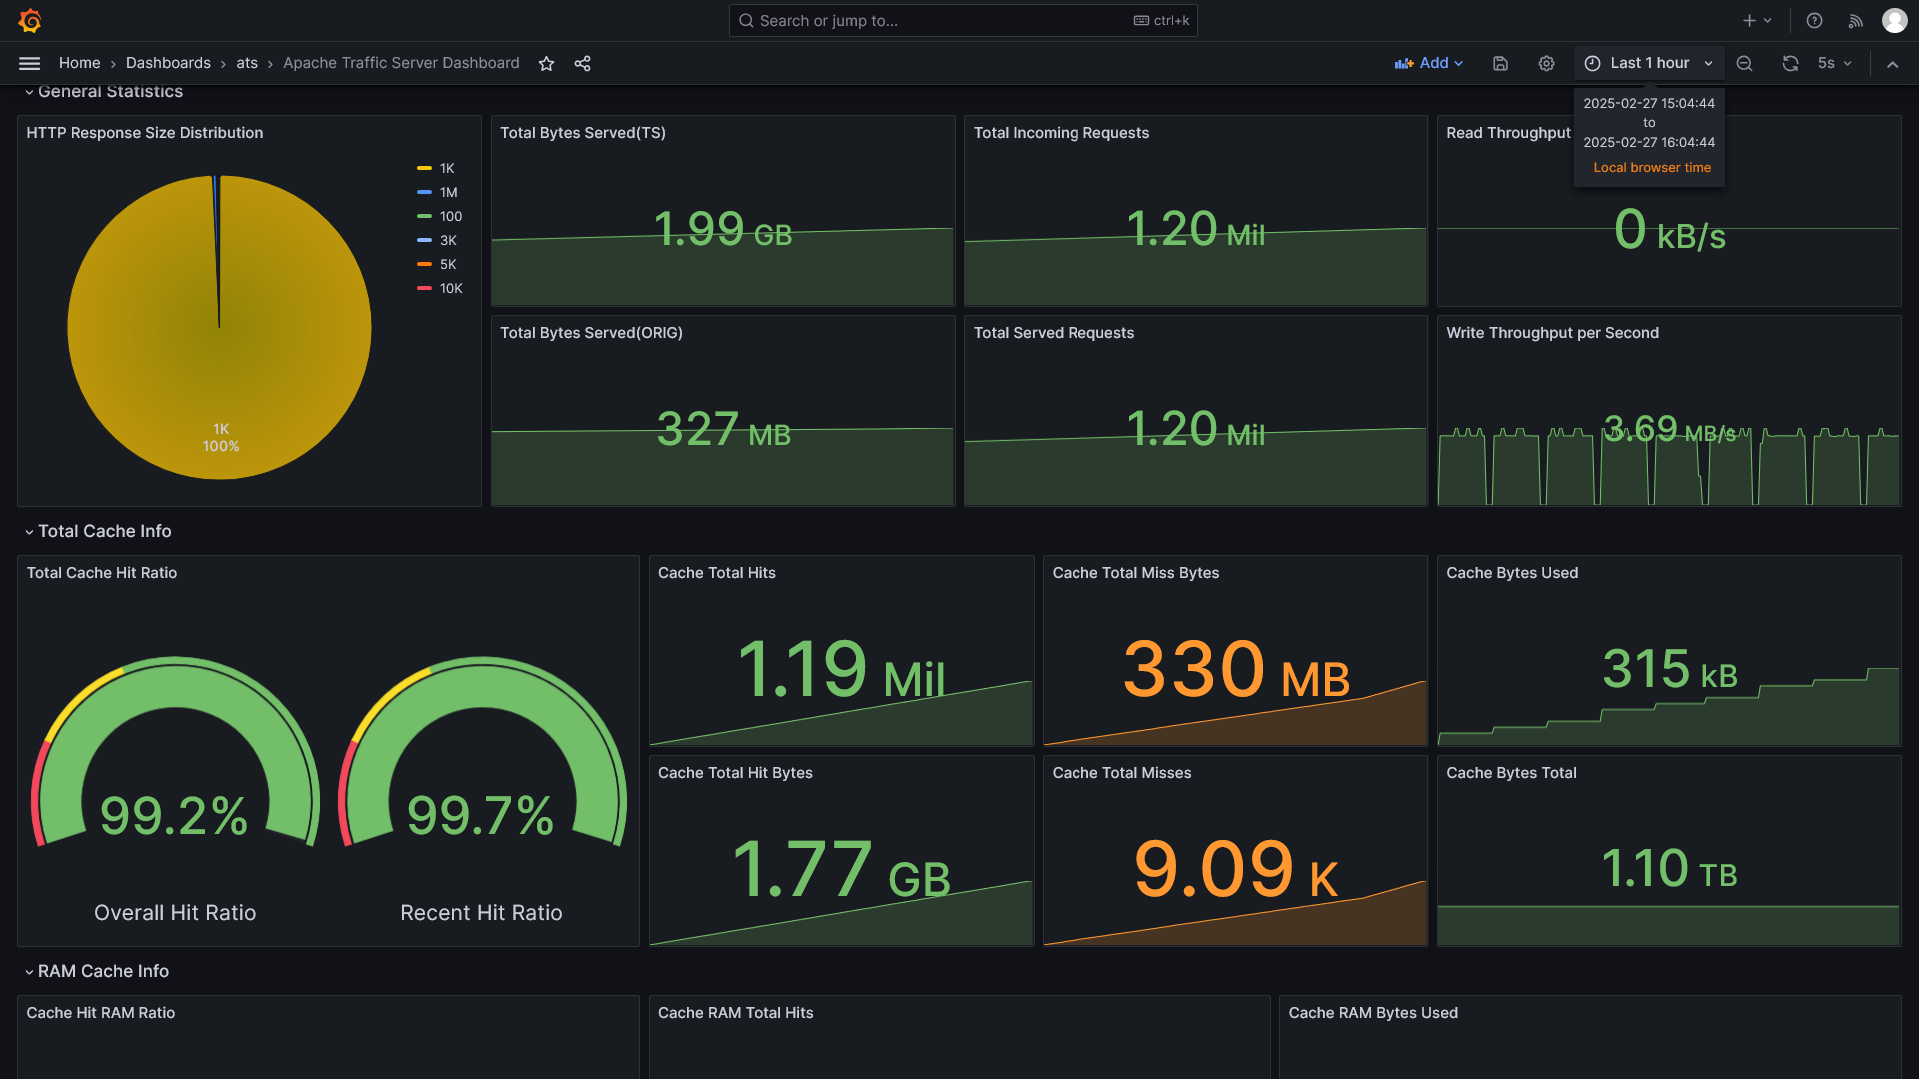 Search or jump to...
ctrl+k
Home › Dashboards › ats › Apache Traffic Server Dashboard
Add
Last 1 hour
5s
2025-02-27 15:04:44
to
2025-02-27 16:04:44
Local browser time
General Statistics
HTTP Response Size Distribution
1K
1M
100
3K
5K
10K
1K
100%
Total Bytes Served(TS)
1.99 GB
Total Incoming Requests
1.20 Mil
Read Throughput
0 kB/s
Total Bytes Served(ORIG)
327 MB
Total Served Requests
1.20 Mil
Write Throughput per Second
3.69 MB/s
Total Cache Info
Total Cache Hit Ratio
99.2%
Overall Hit Ratio
99.7%
Recent Hit Ratio
Cache Total Hits
1.19 Mil
Cache Total Miss Bytes
330 MB
Cache Bytes Used
315 kB
Cache Total Hit Bytes
1.77 GB
Cache Total Misses
9.09 K
Cache Bytes Total
1.10 TB
RAM Cache Info
Cache Hit RAM Ratio
Cache RAM Total Hits
Cache RAM Bytes Used